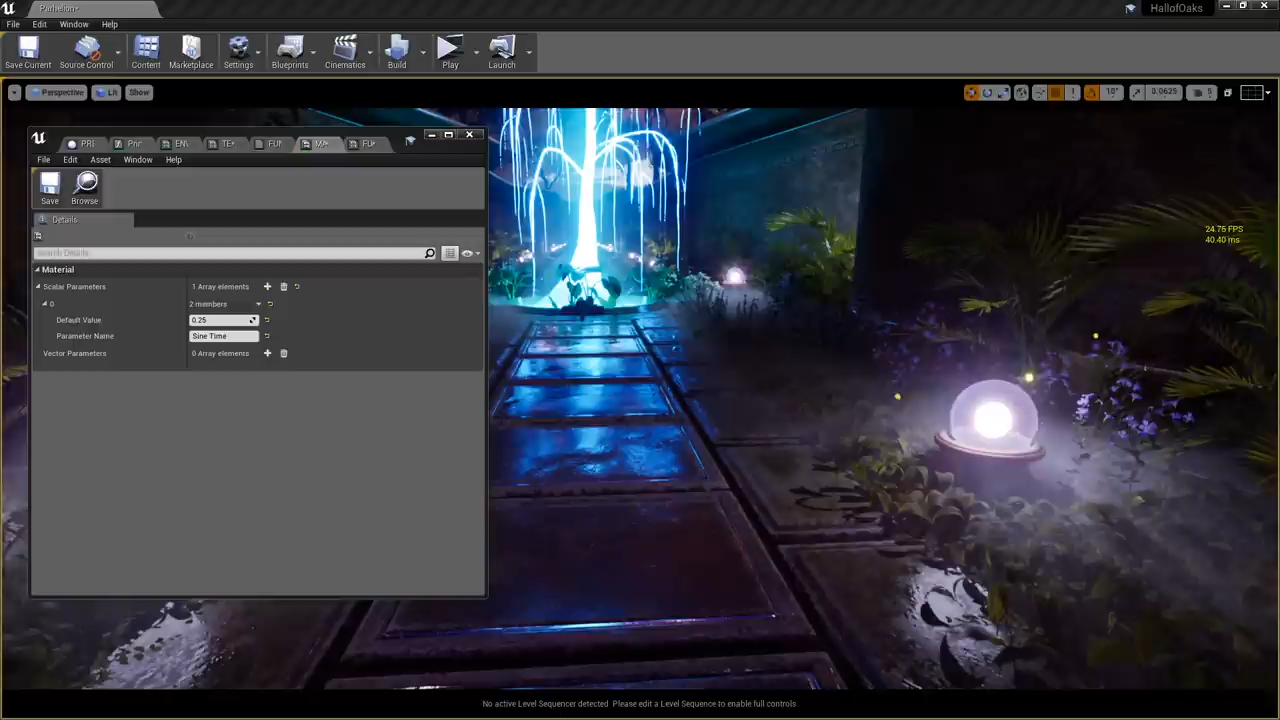 Parhelion*
HallofOaks
File Edit Window Help
Save Current Source Control Content Marketplace Settings Blueprints Cinematics Build Play Launch
Perspective Lit Show
10° 0.0625 5
24.75 FPS
40.40 ms
File Edit Asset Window Help
Save Browse
Details
Search Details
Material
Scalar Parameters 1 Array elements
0 2 members
Default Value 0.25
Parameter Name Sine Time
Vector Parameters 0 Array elements
No active Level Sequencer detected. Please edit a Level Sequence to enable full controls